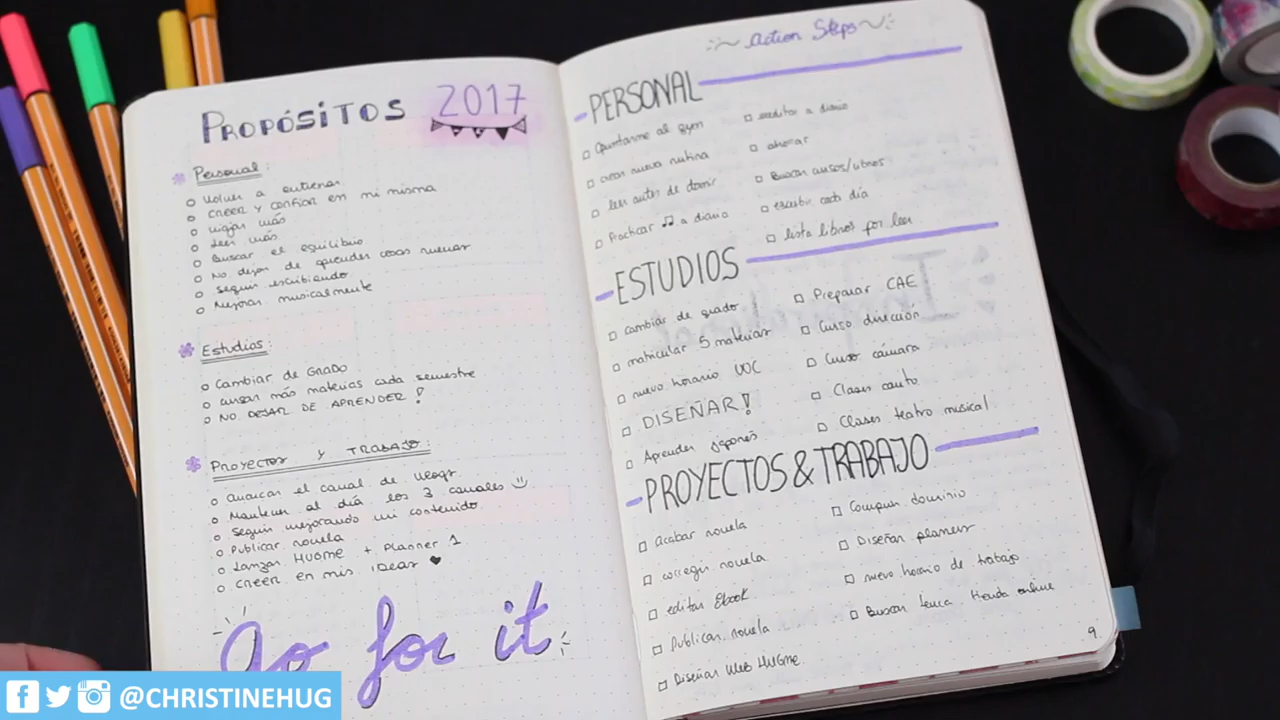 PROPÓSITOS 2017
Personal:
Volver a entrenar
CREER Y CONFIAR EN MI MISMA
Viajar más
Leer más
Buscar el equilibrio
No dejar de aprender cosas nuevas
Seguir escribiendo
Mejorar musicalmente
Estudios:
Cambiar de GRADO
cursar más materias cada semestre
NO DEJAR DE APRENDER!
PROYECTOS Y TRABAJO:
Avanzar el canal de vlogs
Mantener al día los 3 canales
Seguir mejorando mi contenido
Publicar novela
Lanzar HUGme + Planner 1
CREER EN MIS IDEAS
Go for it
Action Steps
PERSONAL
Apuntarme al gym
crear nueva rutina
leer antes de dormir
Practicar ♫ a diario
meditar a diario
ahorrar
Buscar cursos/libros
escribir cada día
lista libros por leer
ESTUDIOS
Cambiar de grado
matricular 5 materias
nuevo horario UOC
DISEÑAR!
Aprender japonés
Preparar CAE
Curso dirección
Curso cámara
Clases canto
Clases teatro musical
PROYECTOS & TRABAJO
Acabar novela
corregir novela
editar Ebook
Publicar novela
Diseñar Web HUGme
Comprar dominio
Diseñar planners
nuevo horario de trabajo
Buscar tienda online
9
@CHRISTINEHUG